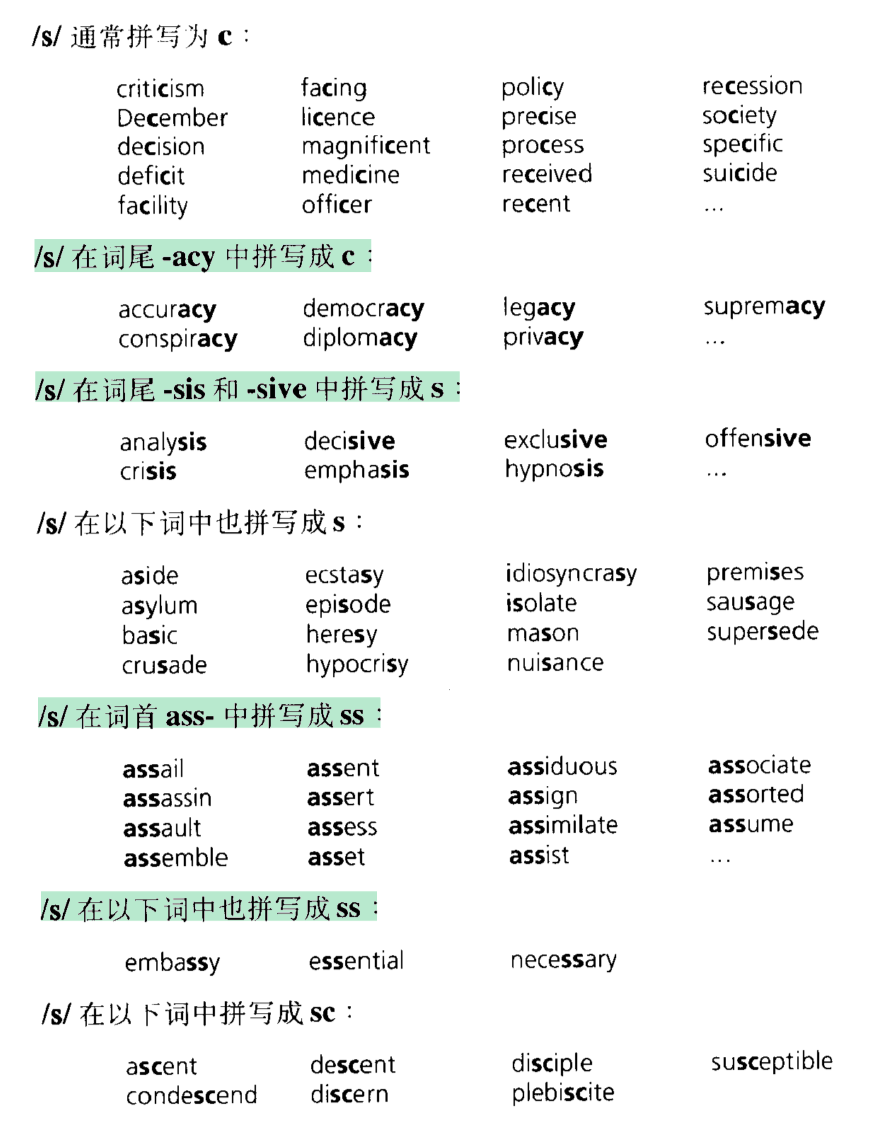 /s/ 通常拼写为 c：
criticism facing policy recession
December licence precise society
decision magnificent process specific
deficit medicine received suicide
facility officer recent ...
/s/ 在词尾 -acy 中拼写成 c：
accuracy democracy legacy supremacy
conspiracy diplomacy privacy ...
/s/ 在词尾 -sis 和 -sive 中拼写成 s：
analysis decisive exclusive offensive
crisis emphasis hypnosis ...
/s/ 在以下词中也拼写成 s：
aside ecstasy idiosyncrasy premises
asylum episode isolate sausage
basic heresy mason supersede
crusade hypocrisy nuisance
/s/ 在词首 ass- 中拼写成 ss：
assail assent assiduous associate
assassin assert assign assorted
assault assess assimilate assume
assemble asset assist ...
/s/ 在以下词中也拼写成 ss：
embassy essential necessary
/s/ 在以下词中拼写成 sc：
ascent descent disciple susceptible
condescend discern plebiscite